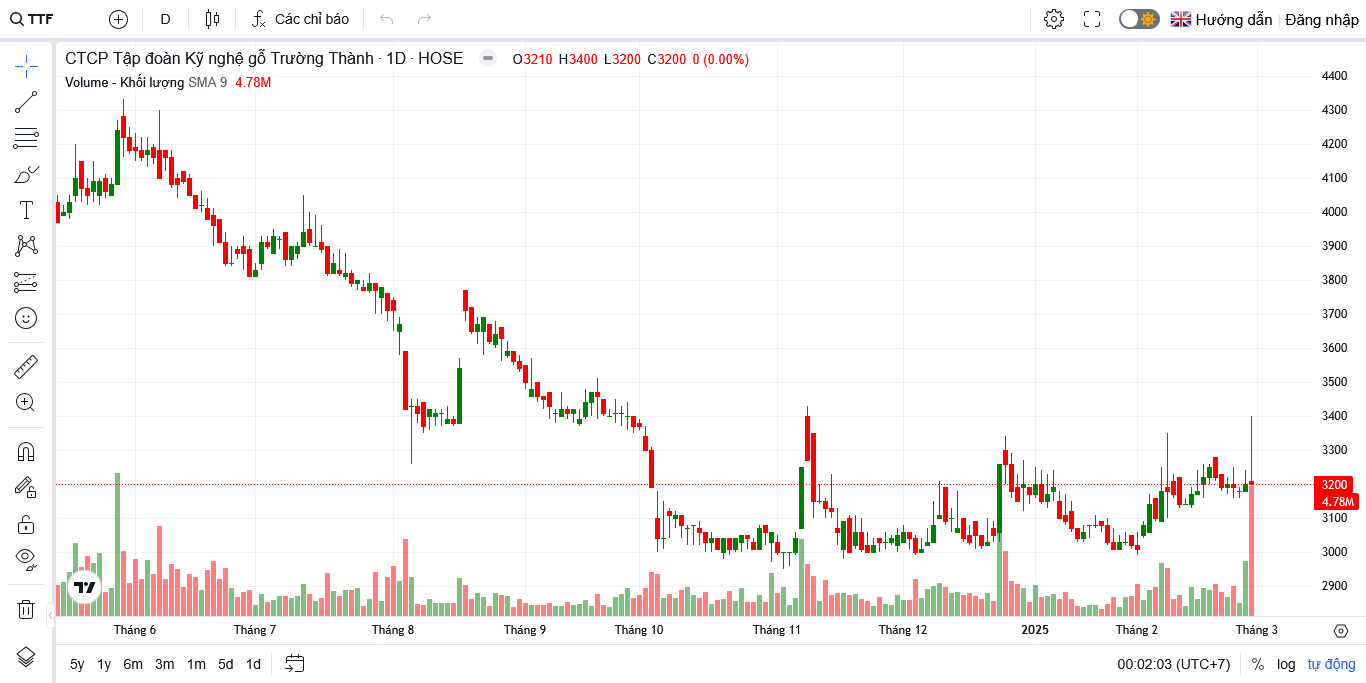 TTF D Các chỉ báo Hướng dẫn Đăng nhập
CTCP Tập đoàn Kỹ nghệ gỗ Trường Thành · 1D · HOSE O3210 H3400 L3200 C3200 0 (0.00%)
Volume - Khối lượng SMA 9 4.78M
4400
4300
4200
4100
4000
3900
3800
3700
3600
3500
3400
3300
3200
4.78M
3100
3000
2900
Tháng 6 Tháng 7 Tháng 8 Tháng 9 Tháng 10 Tháng 11 Tháng 12 2025 Tháng 2 Tháng 3
5y 1y 6m 3m 1m 5d 1d 00:02:03 (UTC+7) % log tự động